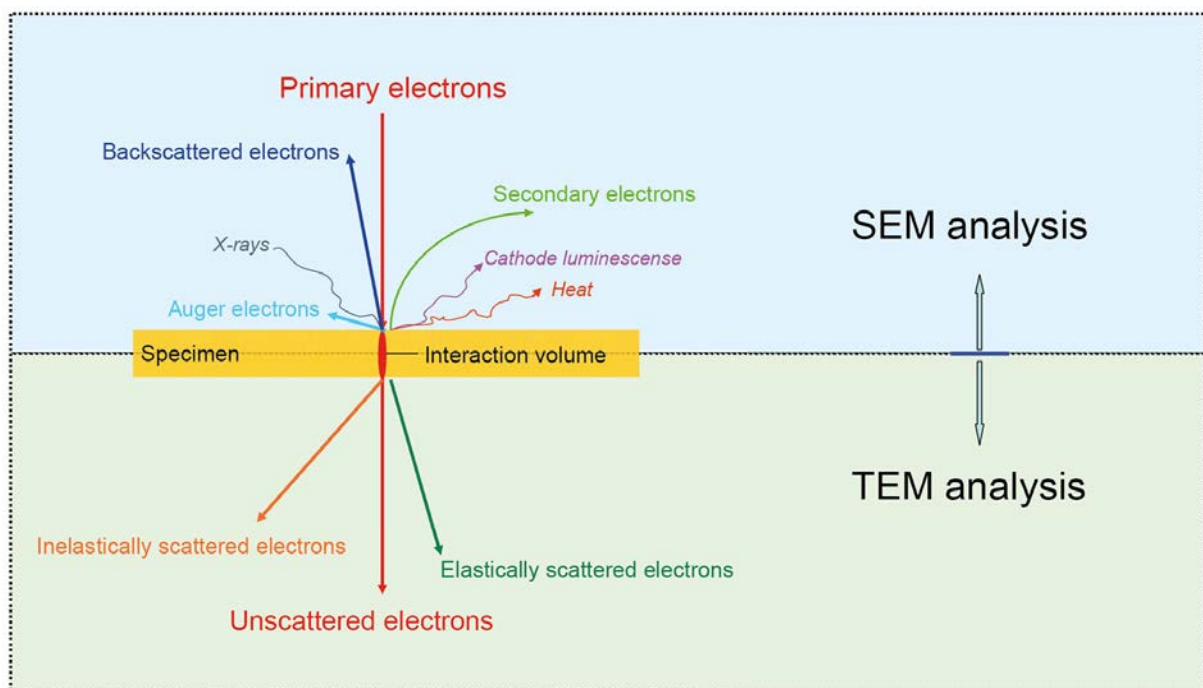 Primary electrons
Backscattered electrons
Secondary electrons
SEM analysis
X-rays
Cathode luminescense
Heat
Auger electrons
Specimen
Interaction volume
TEM analysis
Inelastically scattered electrons
Elastically scattered electrons
Unscattered electrons